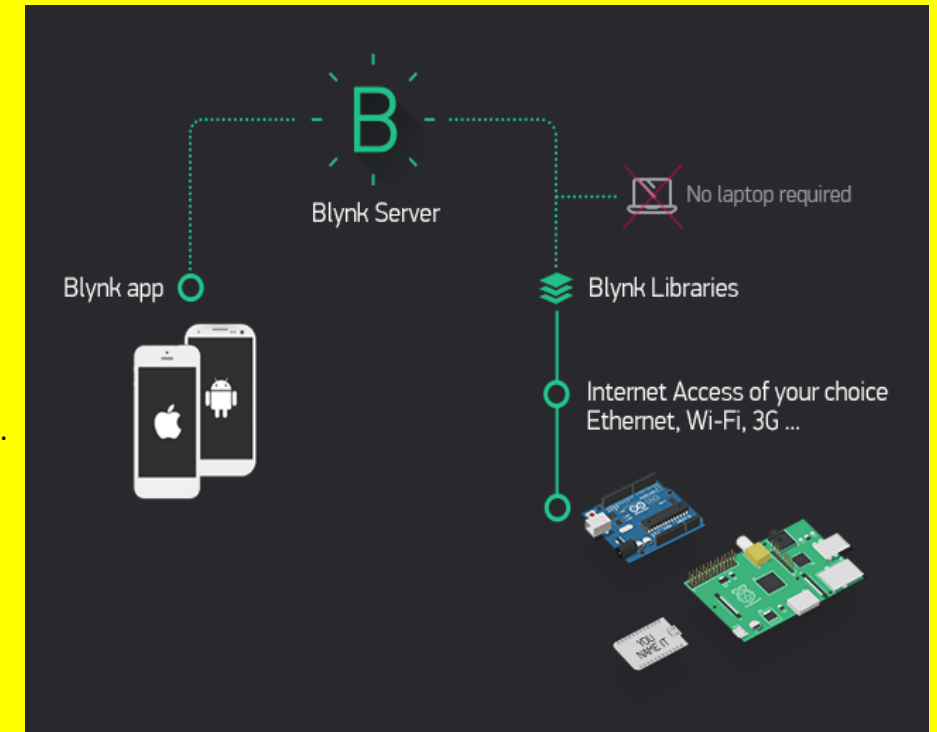 B
Blynk Server
No laptop required
Blynk app
Blynk Libraries
Internet Access of your choice
Ethernet, Wi-Fi, 3G ...
.
YOU
NAME IT